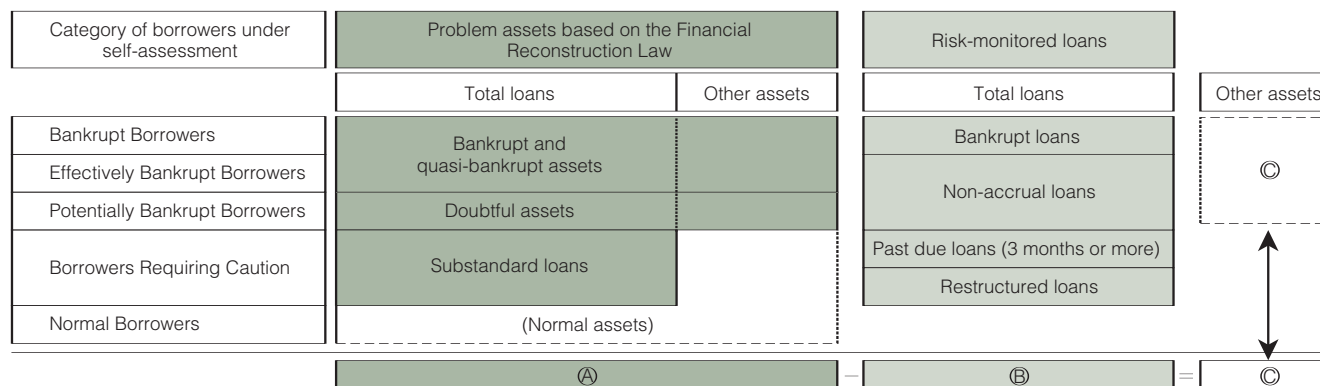 Category of borrowers under
self-assessment
Problem assets based on the Financial
Reconstruction Law
Risk-monitored loans
Total loans
Other assets
Total loans
Other assets
Bankrupt Borrowers
Effectively Bankrupt Borrowers
Potentially Bankrupt Borrowers
Borrowers Requiring Caution
Normal Borrowers
Bankrupt and
quasi-bankrupt assets
Doubtful assets
Substandard loans
(Normal assets)
Bankrupt loans
Non-accrual loans
Past due loans (3 months or more)
Restructured loans
Ⓒ
Ⓐ − Ⓑ = Ⓒ